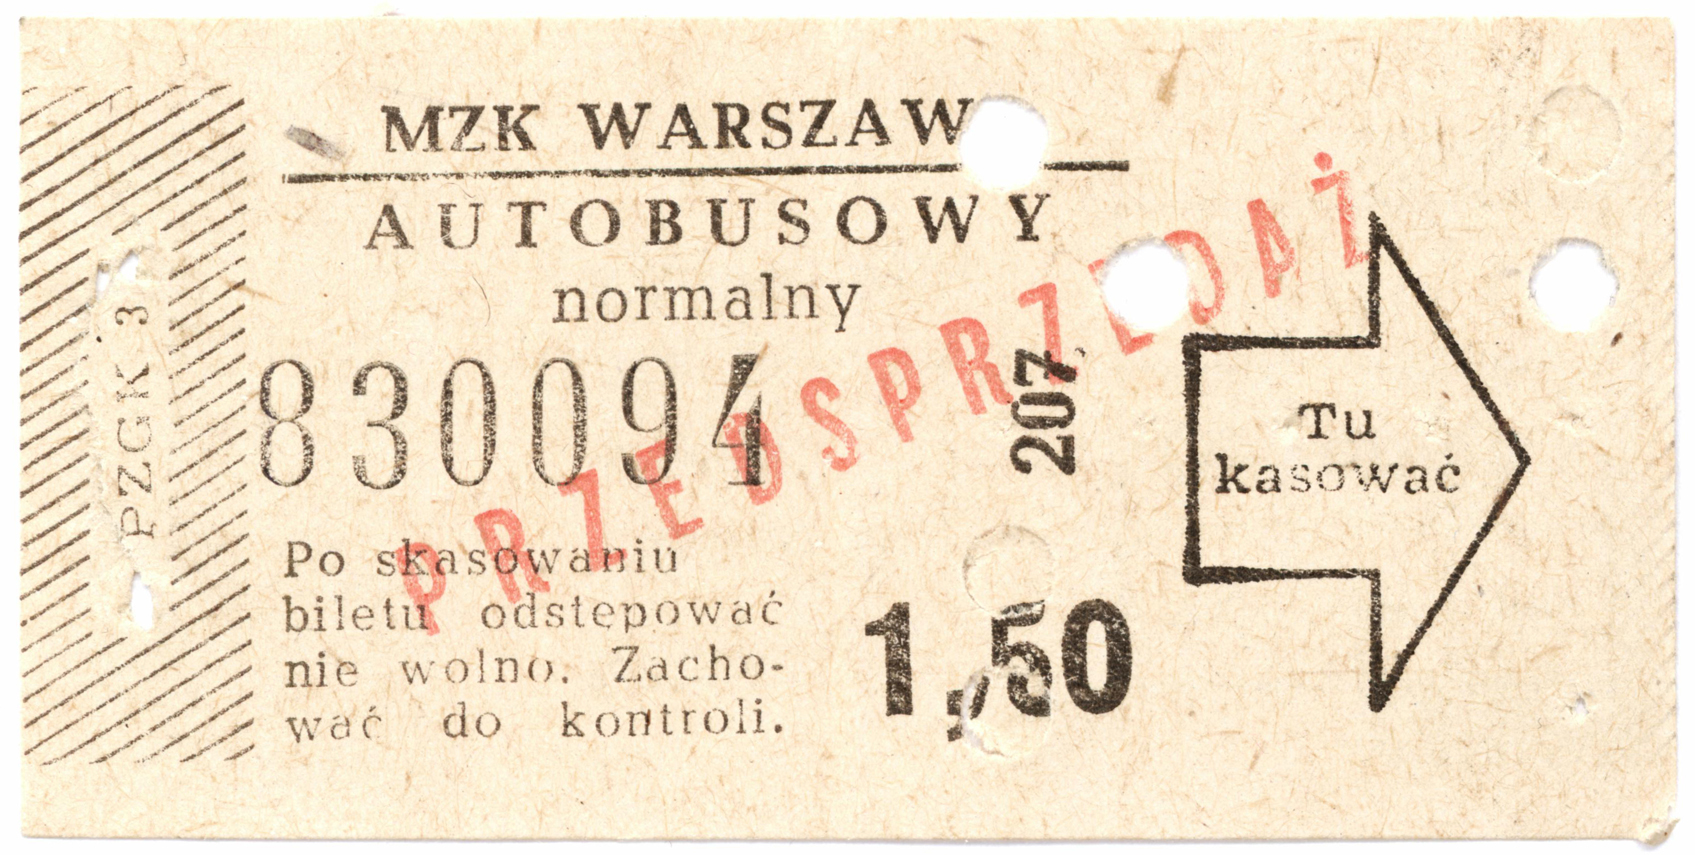 MZK WARSZAW
AUTOBUSOWY
normalny
830094
PRZEDSPRZEDAŻ
207
PZGK 3
Po skasowaniu
biletu odstępować
nie wolno. Zacho-
wać do kontroli.
1,50
Tu
kasować